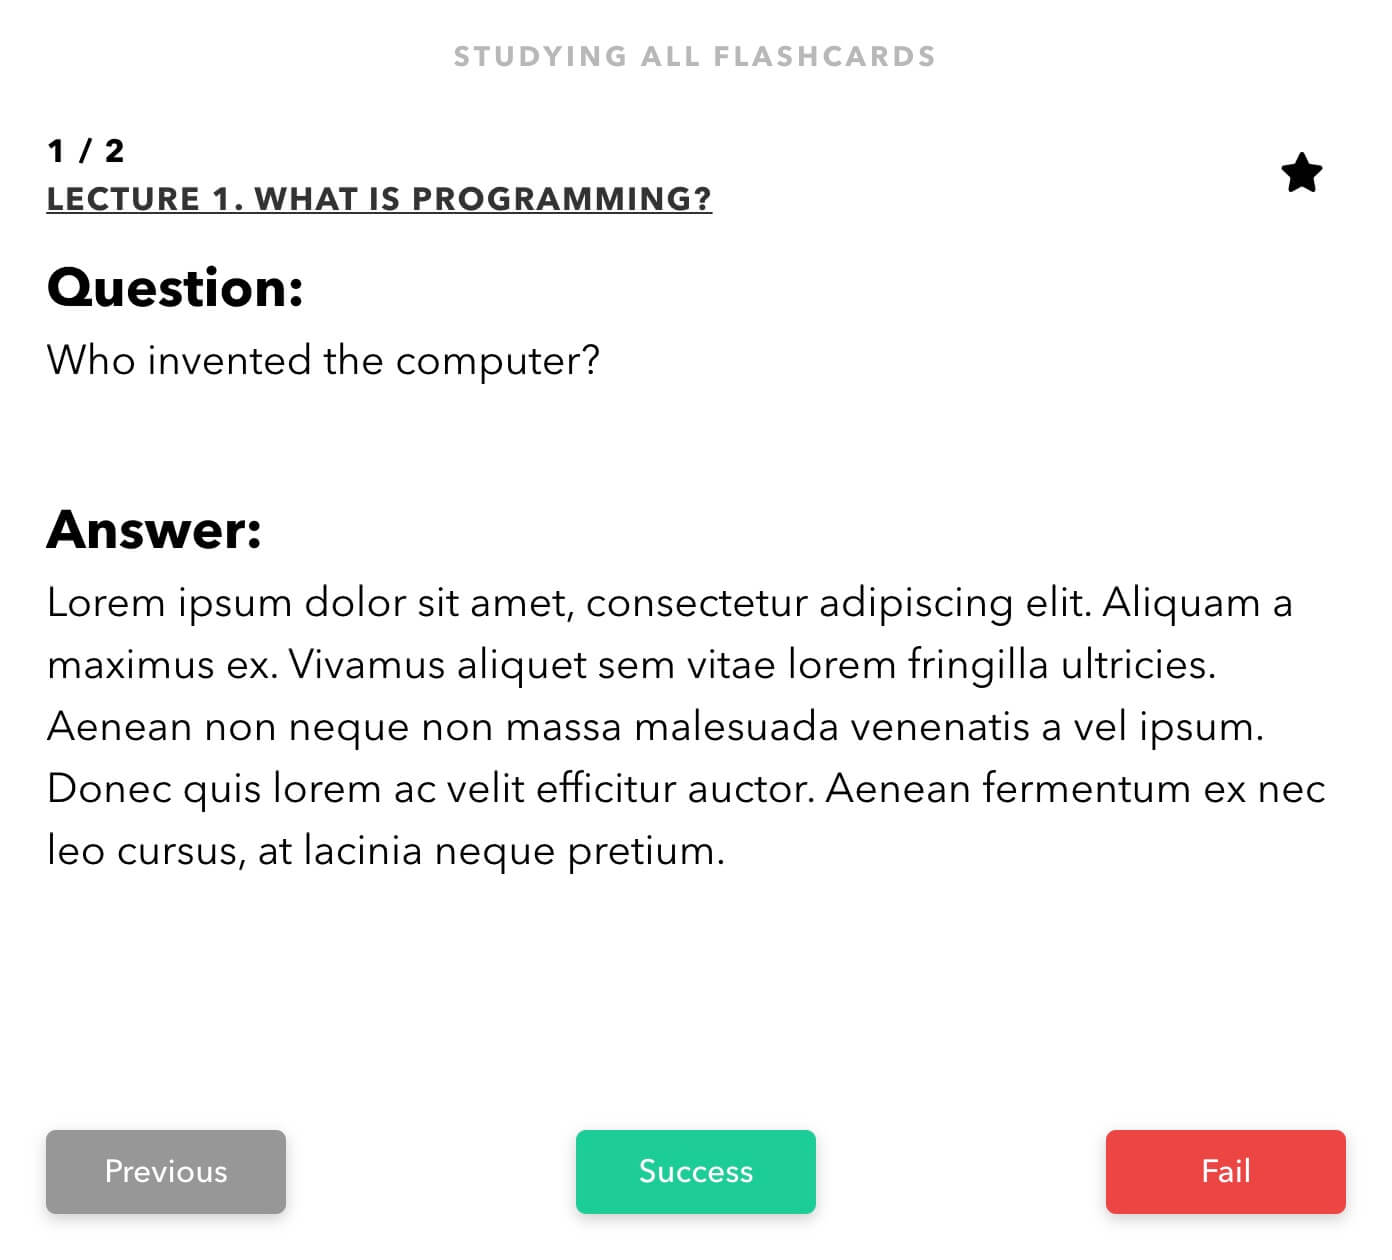 STUDYING ALL FLASHCARDS
1 / 2
LECTURE 1. WHAT IS PROGRAMMING?
Question:
Who invented the computer?
Answer:
Lorem ipsum dolor sit amet, consectetur adipiscing elit. Aliquam a
maximus ex. Vivamus aliquet sem vitae lorem fringilla ultricies.
Aenean non neque non massa malesuada venenatis a vel ipsum.
Donec quis lorem ac velit efficitur auctor. Aenean fermentum ex nec
leo cursus, at lacinia neque pretium.
Previous
Success
Fail